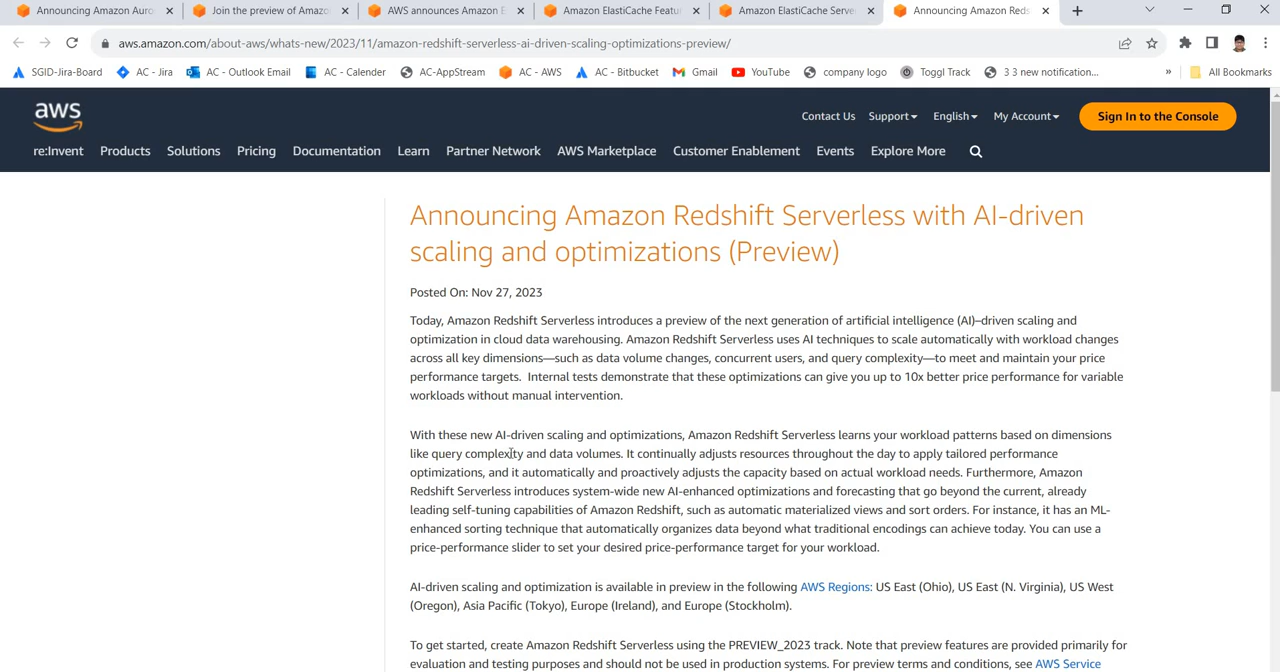 Announcing Amazon Auro
Join the preview of Amazo
AWS announces Amazon E
Amazon ElastiCache Featu
Amazon ElastiCache Serve
Announcing Amazon Reds
aws.amazon.com/about-aws/whats-new/2023/11/amazon-redshift-serverless-ai-driven-scaling-optimizations-preview/
SGID-Jira-Board AC - Jira AC - Outlook Email AC - Calender AC-AppStream AC - AWS AC - Bitbucket Gmail YouTube company logo Toggl Track 3 3 new notification... » All Bookmarks
aws
Contact Us Support English My Account Sign In to the Console
re:Invent Products Solutions Pricing Documentation Learn Partner Network AWS Marketplace Customer Enablement Events Explore More
Announcing Amazon Redshift Serverless with AI-driven
scaling and optimizations (Preview)
Posted On: Nov 27, 2023
Today, Amazon Redshift Serverless introduces a preview of the next generation of artificial intelligence (AI)–driven scaling and
optimization in cloud data warehousing. Amazon Redshift Serverless uses AI techniques to scale automatically with workload changes
across all key dimensions—such as data volume changes, concurrent users, and query complexity—to meet and maintain your price
performance targets. Internal tests demonstrate that these optimizations can give you up to 10x better price performance for variable
workloads without manual intervention.
With these new AI-driven scaling and optimizations, Amazon Redshift Serverless learns your workload patterns based on dimensions
like query complexity and data volumes. It continually adjusts resources throughout the day to apply tailored performance
optimizations, and it automatically and proactively adjusts the capacity based on actual workload needs. Furthermore, Amazon
Redshift Serverless introduces system-wide new AI-enhanced optimizations and forecasting that go beyond the current, already
leading self-tuning capabilities of Amazon Redshift, such as automatic materialized views and sort orders. For instance, it has an ML-
enhanced sorting technique that automatically organizes data beyond what traditional encodings can achieve today. You can use a
price-performance slider to set your desired price-performance target for your workload.
AI-driven scaling and optimization is available in preview in the following AWS Regions: US East (Ohio), US East (N. Virginia), US West
(Oregon), Asia Pacific (Tokyo), Europe (Ireland), and Europe (Stockholm).
To get started, create Amazon Redshift Serverless using the PREVIEW_2023 track. Note that preview features are provided primarily for
evaluation and testing purposes and should not be used in production systems. For preview terms and conditions, see AWS Service